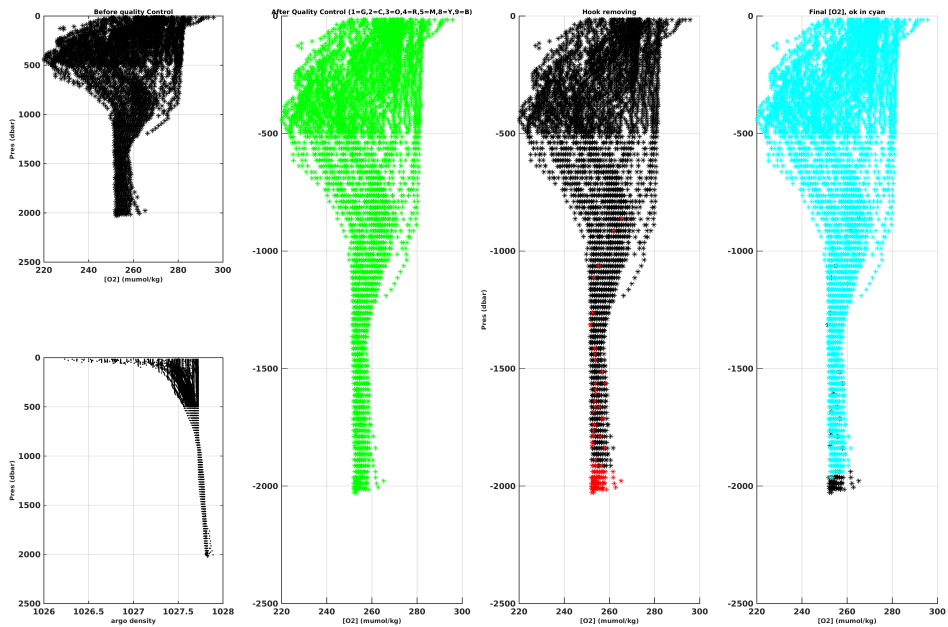 Before quality Control
0
500
1000
1500
2000
2500
220 240 260 280 300
[O2] (mumol/kg)
Pres (dbar)
0
500
1000
1500
2000
2500
1026 1026.5 1027 1027.5 1028
argo density
Pres (dbar)
After Quality Control (1=G,2=C,3=O,4=R,5=M,8=Y,9=B)
0
-500
-1000
-1500
-2000
-2500
220 240 260 280 300
[O2] (mumol/kg)
Hook removing
0
-500
-1000
-1500
-2000
-2500
220 240 260 280 300
[O2] (mumol/kg)
Pres (dbar)
Final [O2], ok in cyan
0
-500
-1000
-1500
-2000
-2500
220 240 260 280 300
[O2] (mumol/kg)